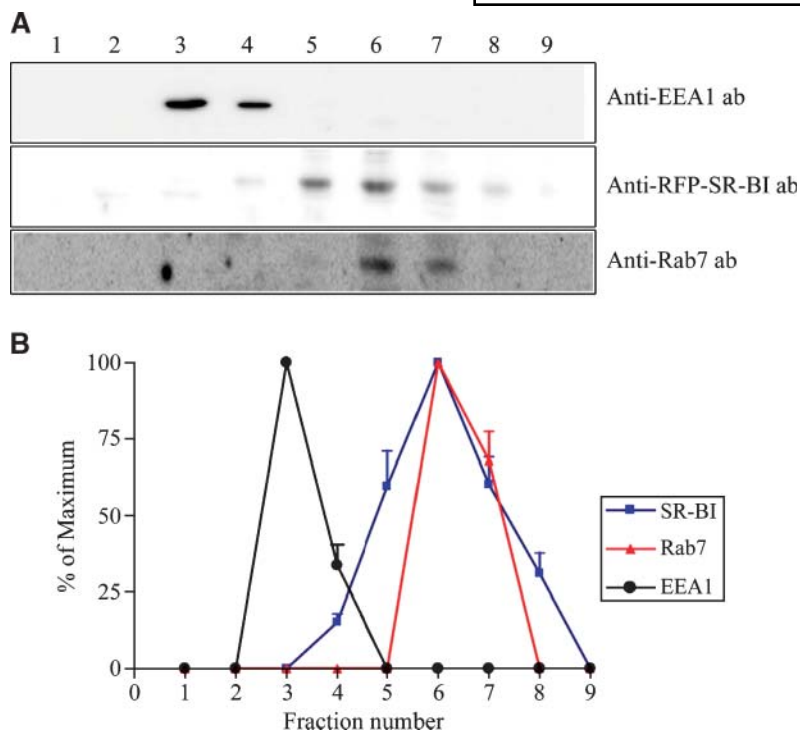 A
1 2 3 4 5 6 7 8 9
Anti-EEA1 ab
Anti-RFP-SR-BI ab
Anti-Rab7 ab
B
100
75
50
25
0
% of Maximum
0 1 2 3 4 5 6 7 8 9
Fraction number
SR-BI
Rab7
EEA1